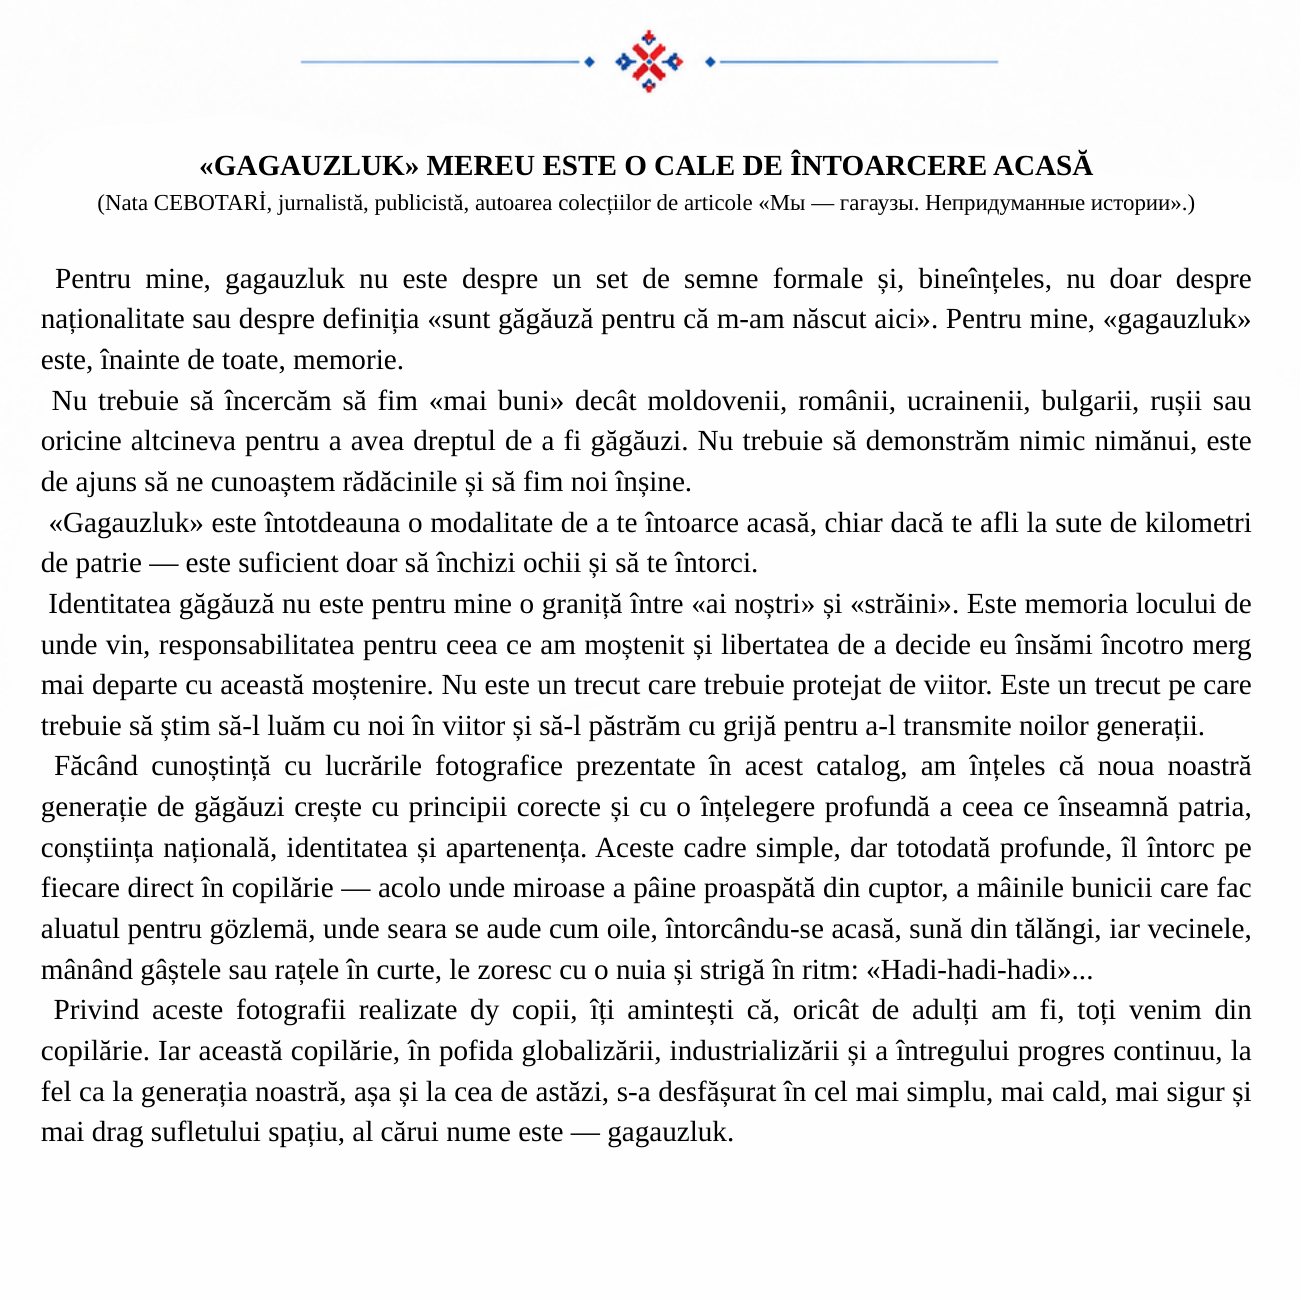 «GAGAUZLUK» MEREU ESTE O CALE DE ÎNTOARCERE ACASĂ
(Nata CEBOTARİ, jurnalistă, publicistă, autoarea colecțiilor de articole «Мы — гагаузы. Непридуманные истории».)
Pentru mine, gagauzluk nu este despre un set de semne formale și, bineînțeles, nu doar despre
naționalitate sau despre definiția «sunt găgăuză pentru că m-am născut aici». Pentru mine, «gagauzluk»
este, înainte de toate, memorie.
Nu trebuie să încercăm să fim «mai buni» decât moldovenii, românii, ucrainenii, bulgarii, rușii sau
oricine altcineva pentru a avea dreptul de a fi găgăuzi. Nu trebuie să demonstrăm nimic nimănui, este
de ajuns să ne cunoaștem rădăcinile și să fim noi înșine.
«Gagauzluk» este întotdeauna o modalitate de a te întoarce acasă, chiar dacă te afli la sute de kilometri
de patrie — este suficient doar să închizi ochii și să te întorci.
Identitatea găgăuză nu este pentru mine o graniță între «ai noștri» și «străini». Este memoria locului de
unde vin, responsabilitatea pentru ceea ce am moștenit și libertatea de a decide eu însămi încotro merg
mai departe cu această moștenire. Nu este un trecut care trebuie protejat de viitor. Este un trecut pe care
trebuie să știm să-l luăm cu noi în viitor și să-l păstrăm cu grijă pentru a-l transmite noilor generații.
Făcând cunoștință cu lucrările fotografice prezentate în acest catalog, am înțeles că noua noastră
generație de găgăuzi crește cu principii corecte și cu o înțelegere profundă a ceea ce înseamnă patria,
conștiința națională, identitatea și apartenența. Aceste cadre simple, dar totodată profunde, îl întorc pe
fiecare direct în copilărie — acolo unde miroase a pâine proaspătă din cuptor, a mâinile bunicii care fac
aluatul pentru gözlemä, unde seara se aude cum oile, întorcându-se acasă, sună din tălăngi, iar vecinele,
mânând gâștele sau rațele în curte, le zoresc cu o nuia și strigă în ritm: «Hadi-hadi-hadi»...
Privind aceste fotografii realizate dy copii, îți amintești că, oricât de adulți am fi, toți venim din
copilărie. Iar această copilărie, în pofida globalizării, industrializării și a întregului progres continuu, la
fel ca la generația noastră, așa și la cea de astăzi, s-a desfășurat în cel mai simplu, mai cald, mai sigur și
mai drag sufletului spațiu, al cărui nume este — gagauzluk.